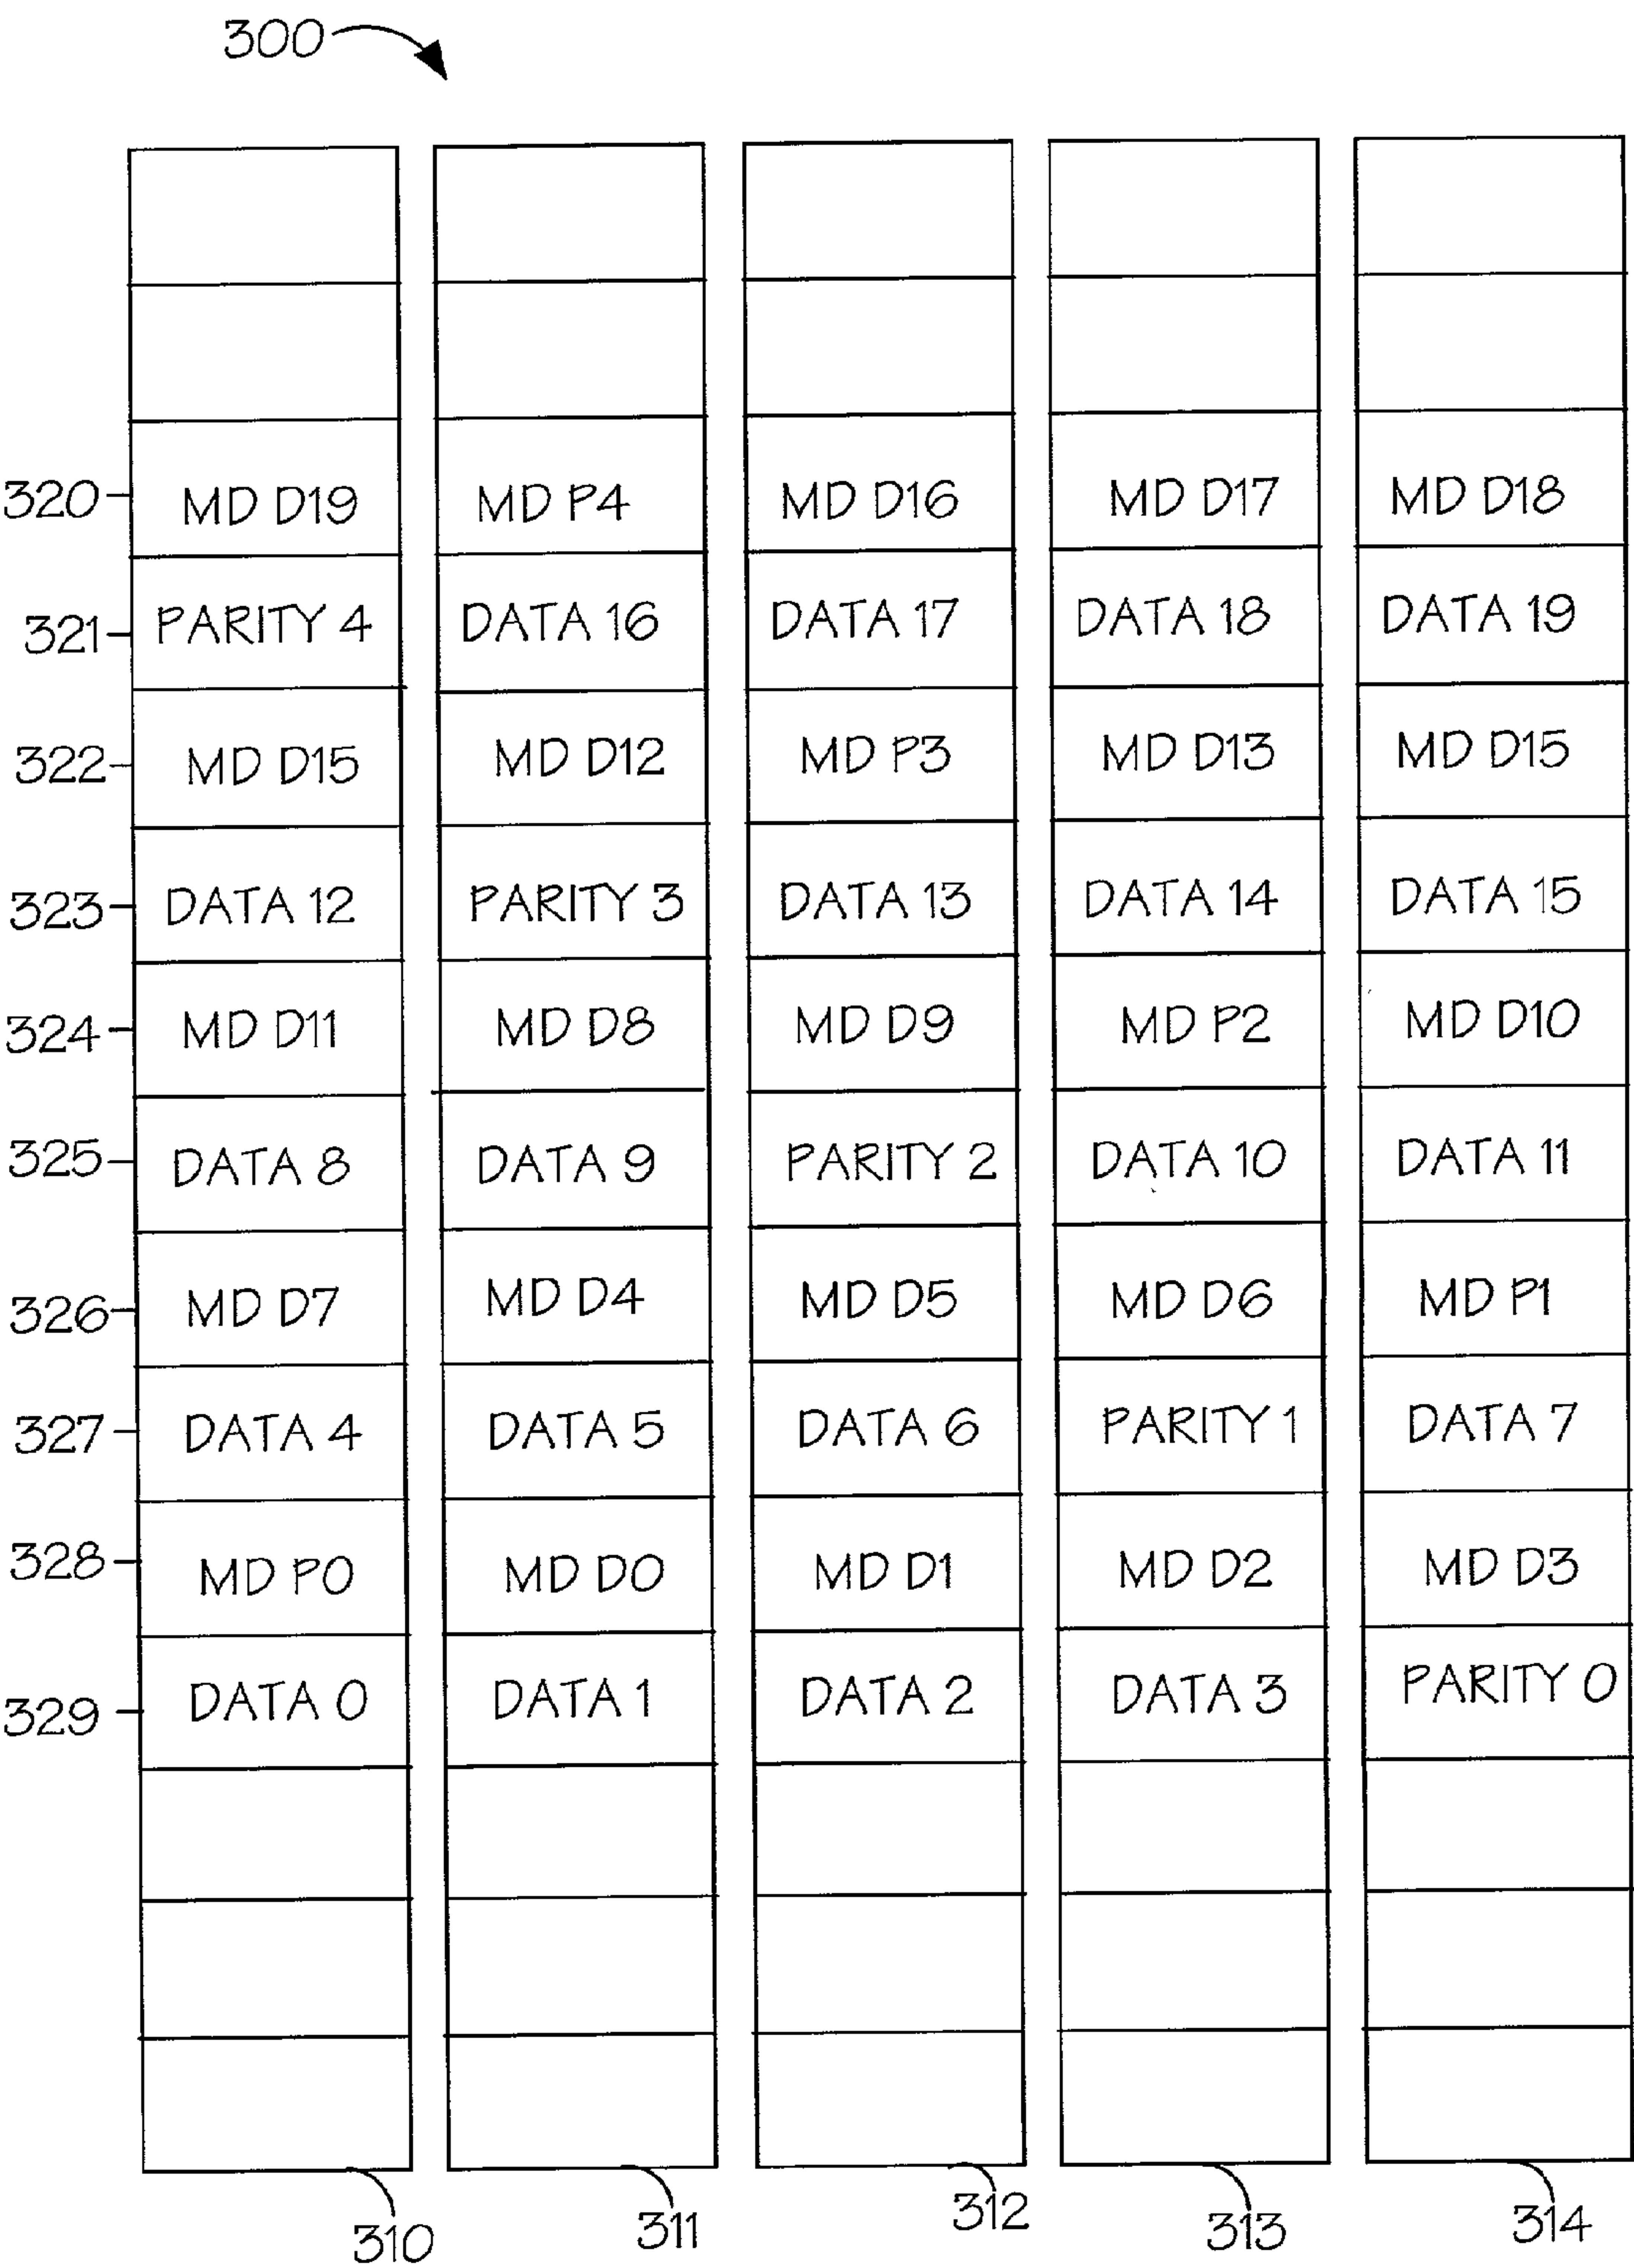 300
320 MD D19 MD P4 MD D16 MD D17 MD D18
321 PARITY 4 DATA 16 DATA 17 DATA 18 DATA 19
322 MD D15 MD D12 MD P3 MD D13 MD D15
323 DATA 12 PARITY 3 DATA 13 DATA 14 DATA 15
324 MD D11 MD D8 MD D9 MD P2 MD D10
325 DATA 8 DATA 9 PARITY 2 DATA 10 DATA 11
326 MD D7 MD D4 MD D5 MD D6 MD P1
327 DATA 4 DATA 5 DATA 6 PARITY 1 DATA 7
328 MD P0 MD D0 MD D1 MD D2 MD D3
329 DATA 0 DATA 1 DATA 2 DATA 3 PARITY 0
310 311 312 313 314